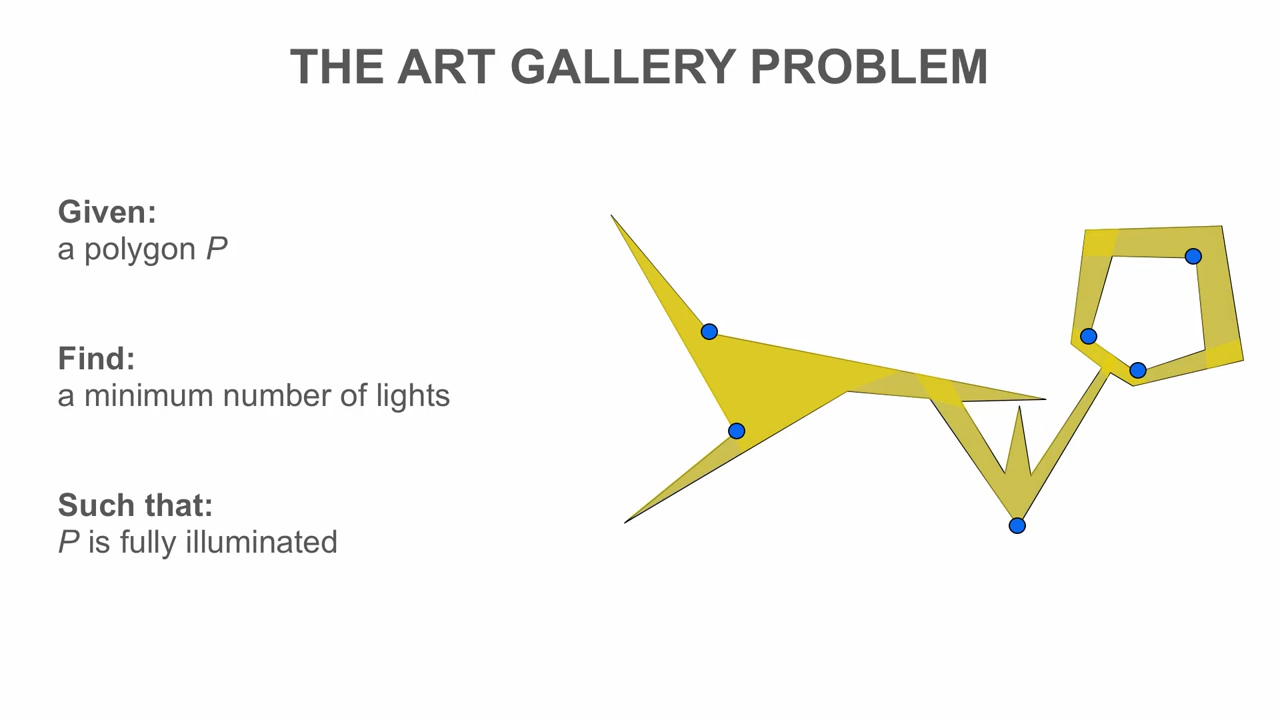 THE ART GALLERY PROBLEM
Given:
a polygon P
Find:
a minimum number of lights
Such that:
P is fully illuminated